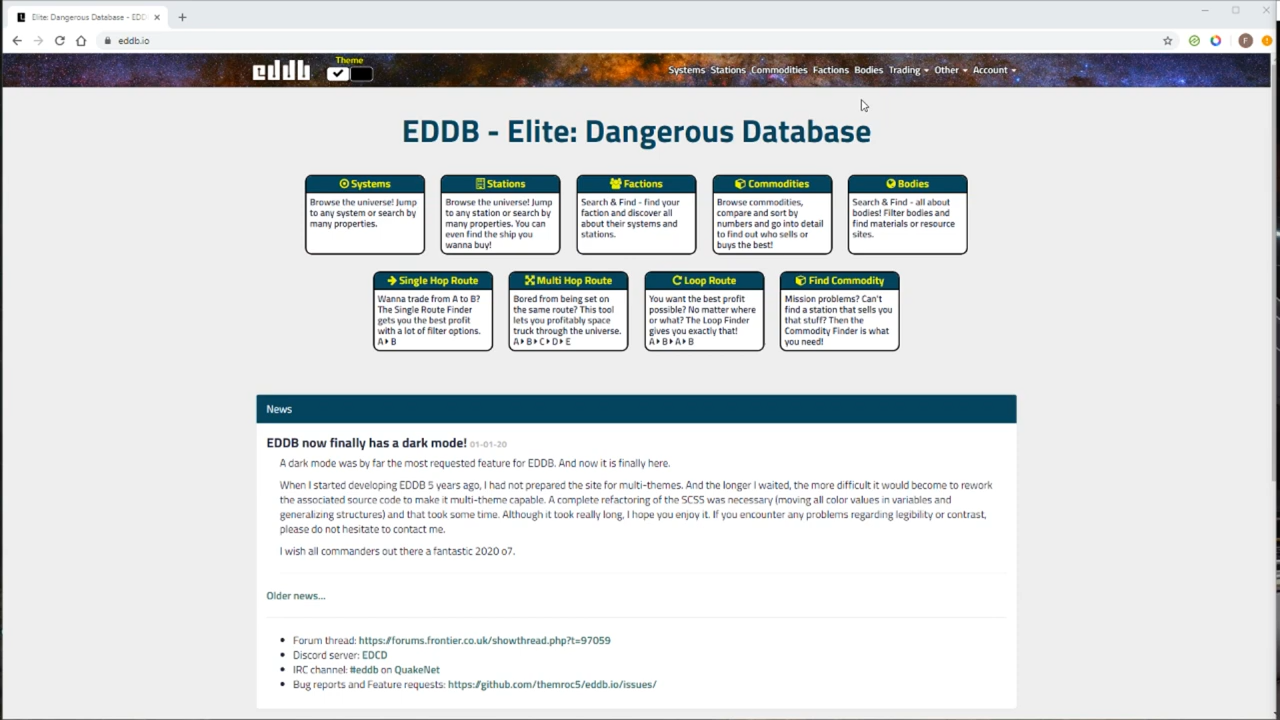 Elite: Dangerous Database - EDD
eddb.io
F
eddb
Theme
Systems Stations Commodities Factions Bodies Trading Other Account
EDDB - Elite: Dangerous Database
Systems
Browse the universe! Jump
to any system or search by
many properties.
Stations
Browse the universe! Jump
to any station or search by
many properties. You can
even find the ship you
wanna buy!
Factions
Search & Find - find your
faction and discover all
about their systems and
stations.
Commodities
Browse commodities,
compare and sort by
numbers and go into detail
to find out who sells or
buys the best!
Bodies
Search & Find - all about
bodies! Filter bodies and
find materials or resource
sites.
Single Hop Route
Wanna trade from A to B?
The Single Route Finder
gets you the best profit
with a lot of filter options.
A▸B
Multi Hop Route
Bored from being set on
the same route? This tool
lets you profitably space
truck through the universe.
A▸B▸C▸D▸E
Loop Route
You want the best profit
possible? No matter where
or what? The Loop Finder
gives you exactly that!
A▸B▸A▸B
Find Commodity
Mission problems? Can't
find a station that sells you
that stuff? Then the
Commodity Finder is what
you need!
News
EDDB now finally has a dark mode! 01-01-20
A dark mode was by far the most requested feature for EDDB. And now it is finally here.
When I started developing EDDB 5 years ago, I had not prepared the site for multi-themes. And the longer I waited, the more difficult it would become to rework
the associated source code to make it multi-theme capable. A complete refactoring of the SCSS was necessary (moving all color values in variables and
generalizing structures) and that took some time. Although it took really long, I hope you enjoy it. If you encounter any problems regarding legibility or contrast,
please do not hesitate to contact me.
I wish all commanders out there a fantastic 2020 o7.
Older news...
• Forum thread: https://forums.frontier.co.uk/showthread.php?t=97059
• Discord server: EDCD
• IRC channel: #eddb on QuakeNet
• Bug reports and Feature requests: https://github.com/themroc5/eddb.io/issues/